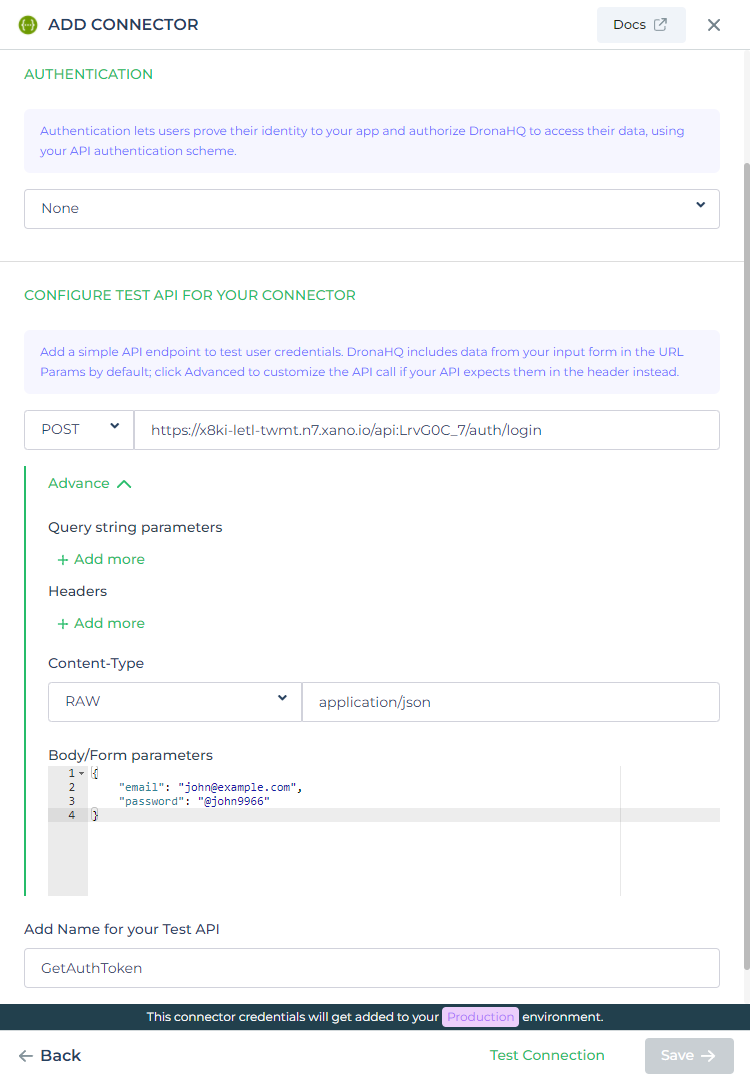 ADD CONNECTOR
Docs
AUTHENTICATION
Authentication lets users prove their identity to your app and authorize DronaHQ to access their data, using
your API authentication scheme.
None
CONFIGURE TEST API FOR YOUR CONNECTOR
Add a simple API endpoint to test user credentials. DronaHQ includes data from your input form in the URL
Params by default; click Advanced to customize the API call if your API expects them in the header instead.
POST
https://x8ki-letl-twmt.n7.xano.io/api:LrvG0C_7/auth/login
Advance
Query string parameters
+ Add more
Headers
+ Add more
Content-Type
RAW
application/json
Body/Form parameters
1 {
2 "email": "john@example.com",
3 "password": "@john9966"
4 }
Add Name for your Test API
GetAuthToken
This connector credentials will get added to your Production environment.
Back
Test Connection
Save